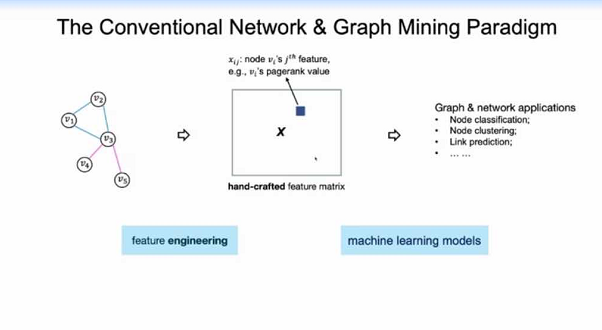 The Conventional Network & Graph Mining Paradigm
xij: node vi's jth feature,
e.g., vi's pagerank value
v2
v1
v3
v4
v5
X
hand-crafted feature matrix
Graph & network applications
• Node classification;
• Node clustering;
• Link prediction;
• ... ...
feature engineering
machine learning models